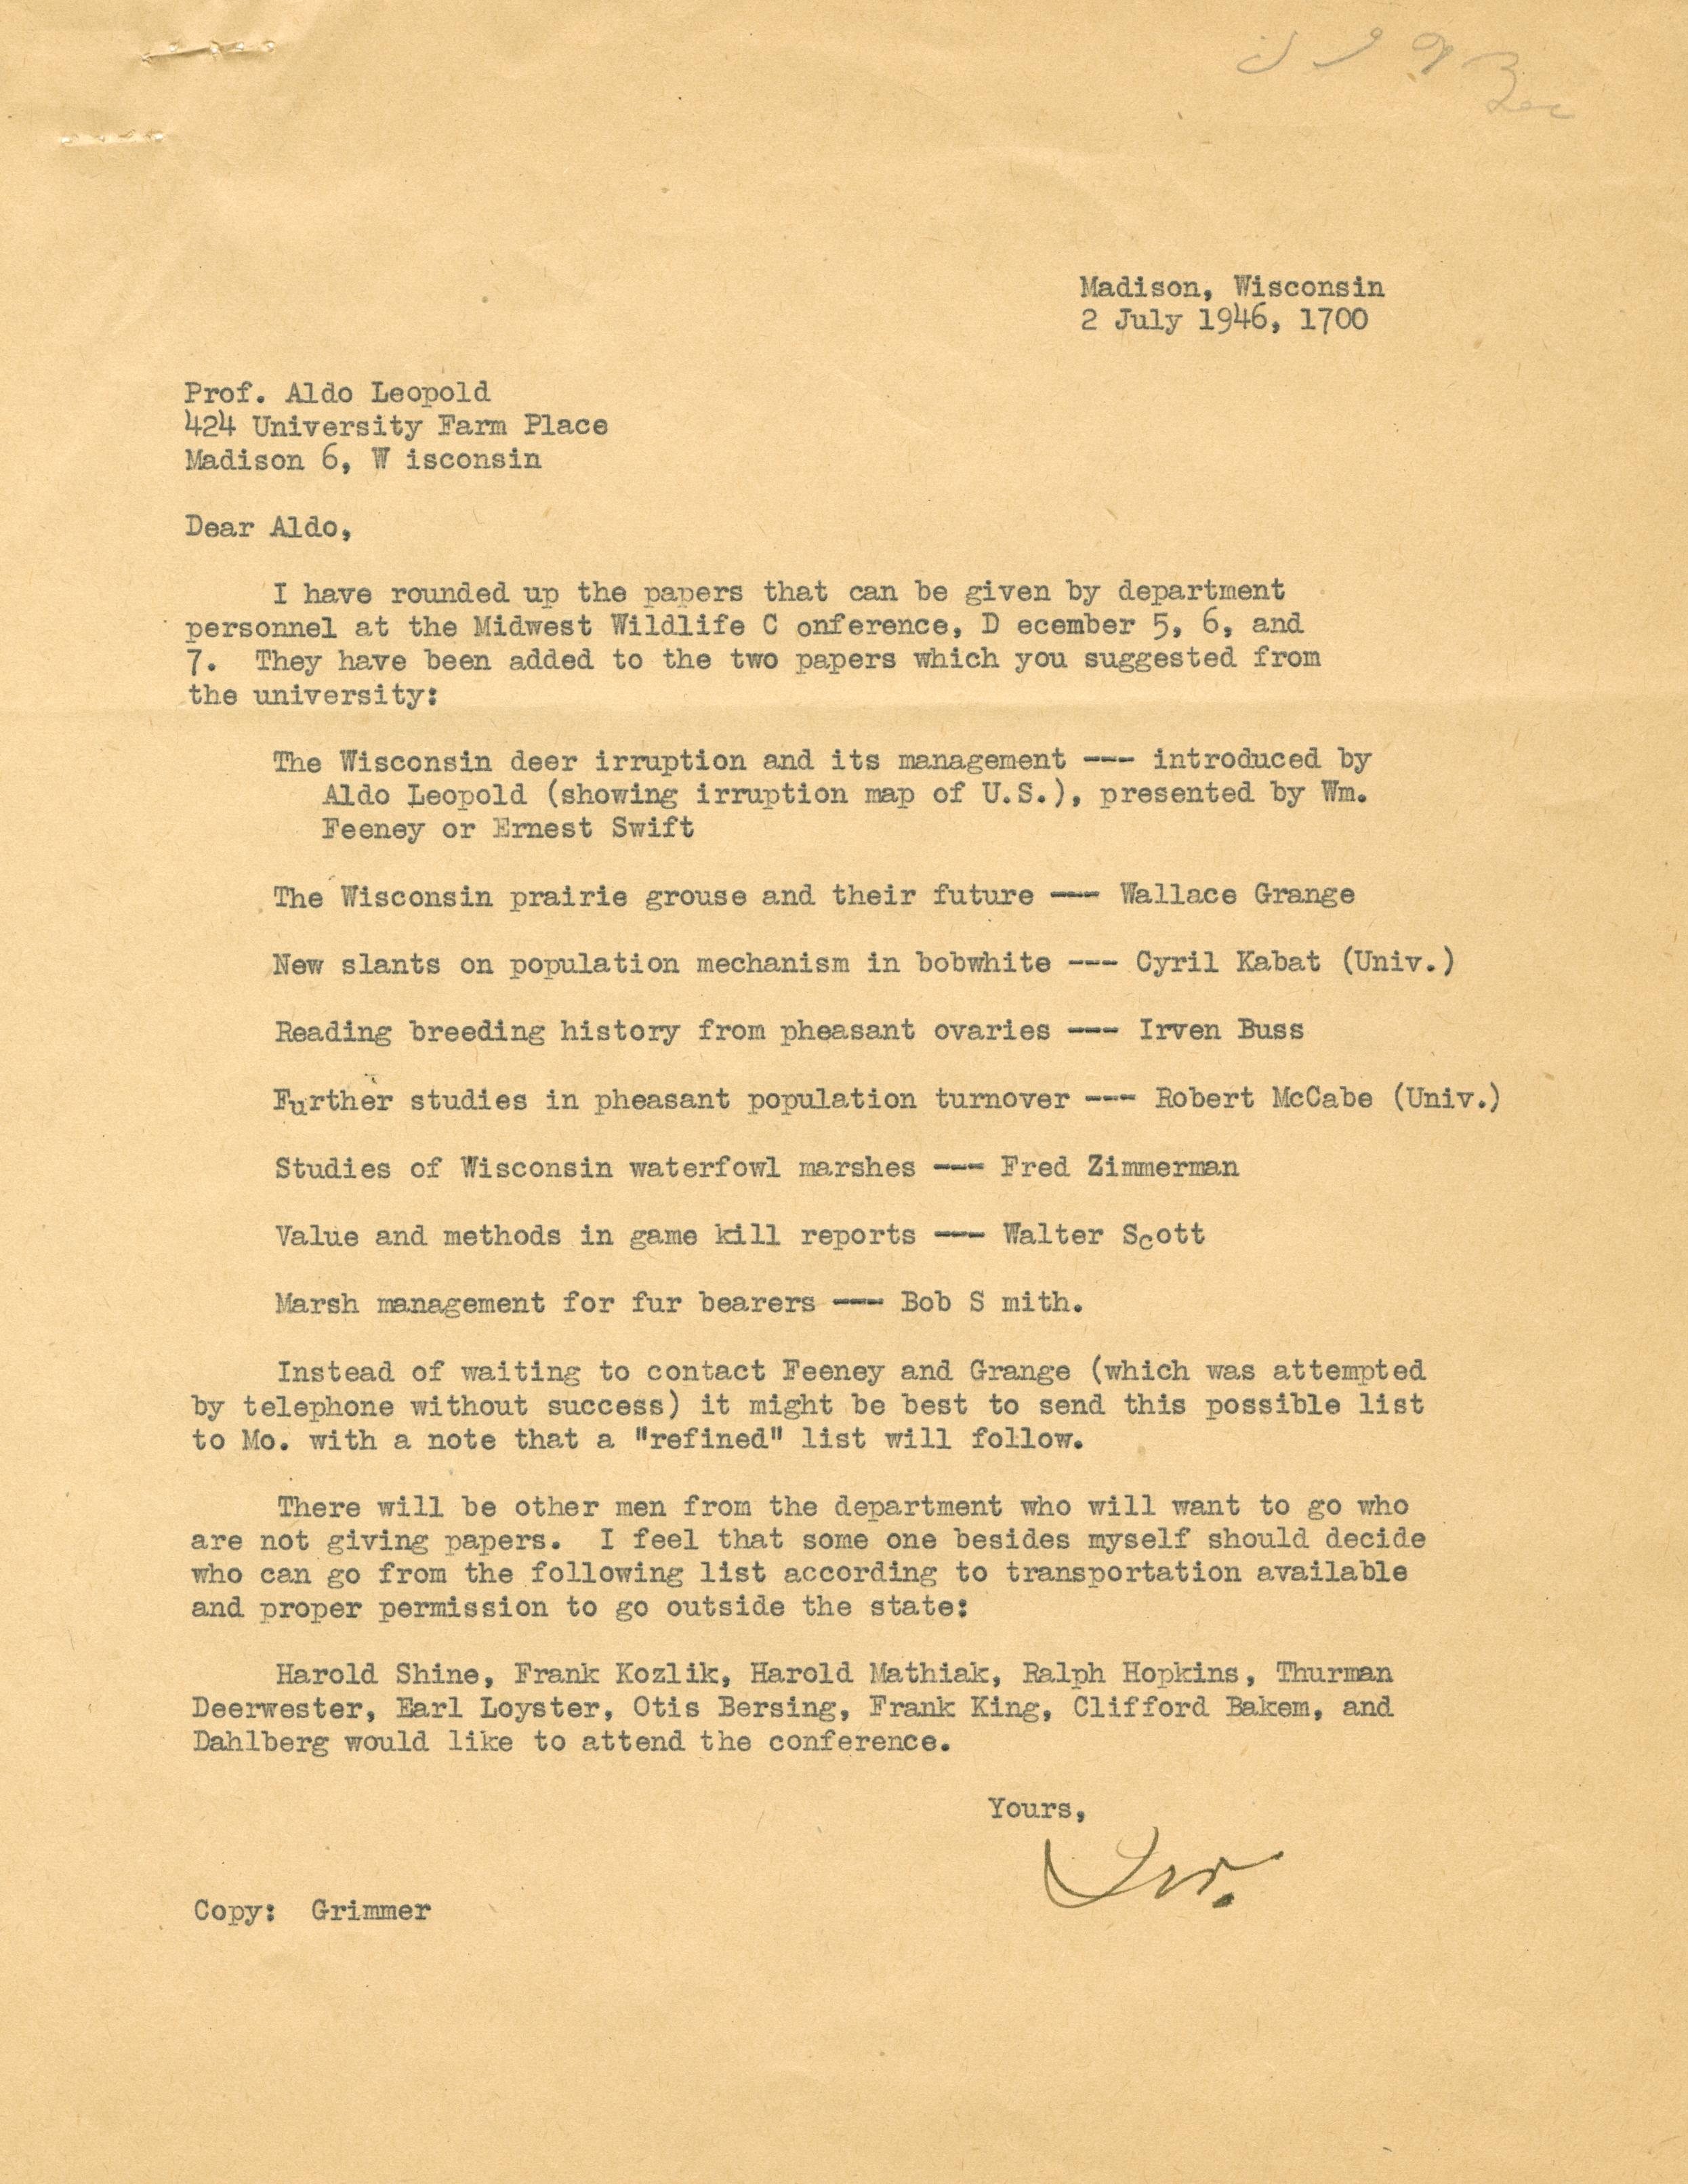 Madison, Wisconsin
2 July 1946, 1700
Prof. Aldo Leopold
424 University Farm Place
Madison 6, W isconsin
Dear Aldo,
I have rounded up the papers that can be given by department
personnel at the Midwest Wildlife C onference, D ecember 5, 6, and
7. They have been added to the two papers which you suggested from
the university:
The Wisconsin deer irruption and its management --- introduced by
Aldo Leopold (showing irruption map of U.S.), presented by Wm.
Feeney or Ernest Swift
The Wisconsin prairie grouse and their future --- Wallace Grange
New slants on population mechanism in bobwhite --- Cyril Kabat (Univ.)
Reading breeding history from pheasant ovaries --- Irven Buss
Further studies in pheasant population turnover --- Robert McCabe (Univ.)
Studies of Wisconsin waterfowl marshes --- Fred Zimmerman
Value and methods in game kill reports --- Walter Scott
Marsh management for fur bearers --- Bob S mith.
Instead of waiting to contact Feeney and Grange (which was attempted
by telephone without success) it might be best to send this possible list
to Mo. with a note that a "refined" list will follow.
There will be other men from the department who will want to go who
are not giving papers. I feel that some one besides myself should decide
who can go from the following list according to transportation available
and proper permission to go outside the state:
Harold Shine, Frank Kozlik, Harold Mathiak, Ralph Hopkins, Thurman
Deerwester, Earl Loyster, Otis Bersing, Frank King, Clifford Bakem, and
Dahlberg would like to attend the conference.
Yours,
Irv.
Copy: Grimmer